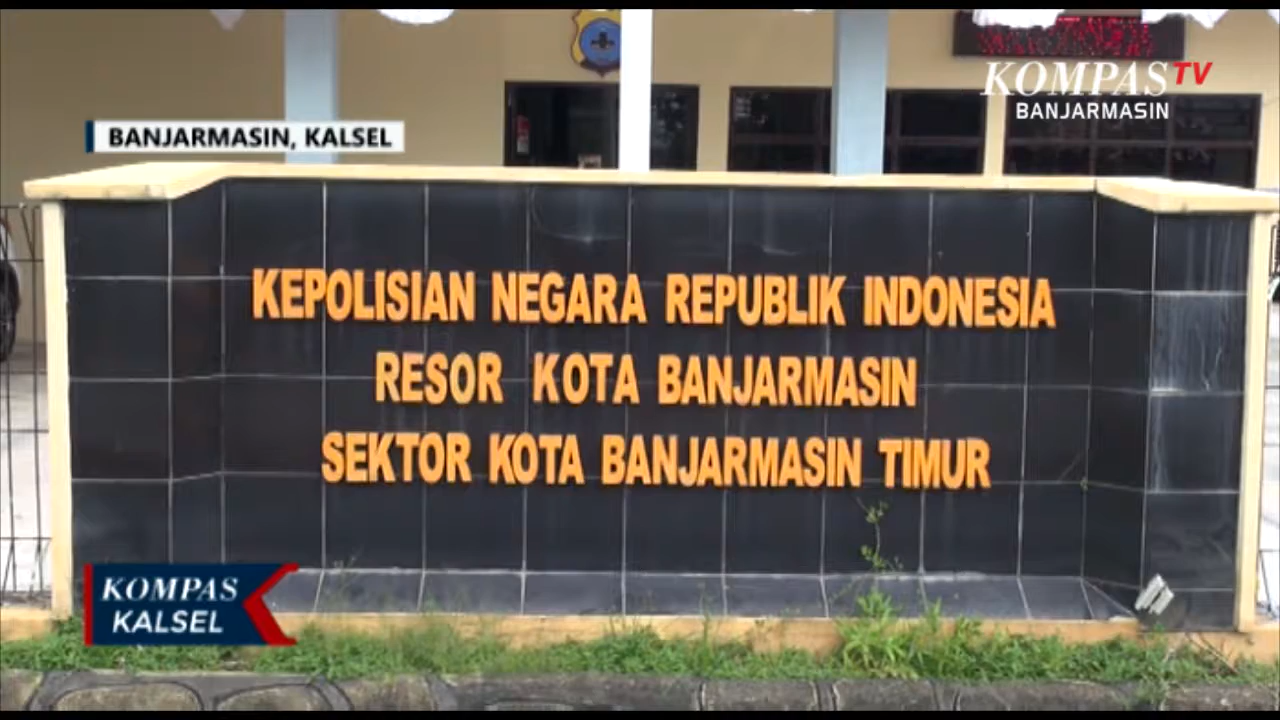 KOMPASTV
BANJARMASIN
BANJARMASIN, KALSEL
KEPOLISIAN NEGARA REPUBLIK INDONESIA
RESOR KOTA BANJARMASIN
SEKTOR KOTA BANJARMASIN TIMUR
KOMPAS
KALSEL